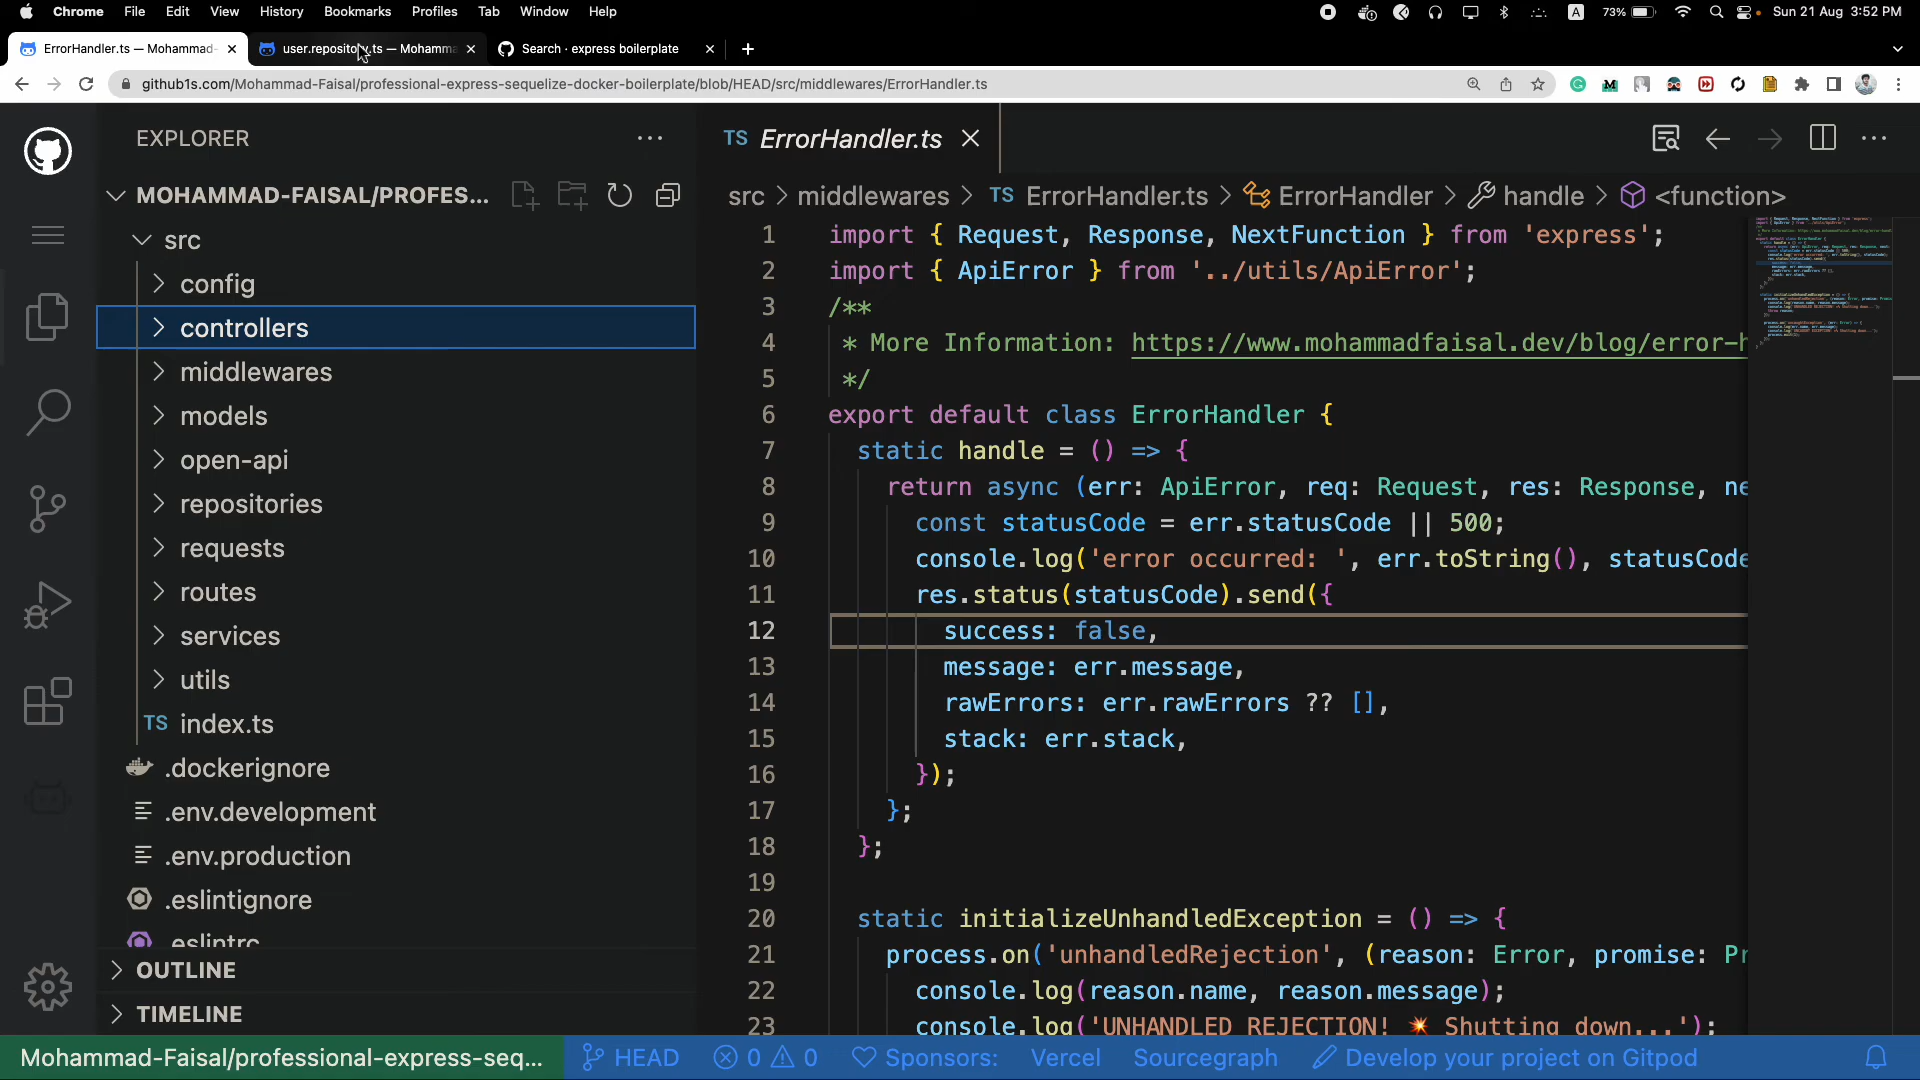 Chrome File Edit View History Bookmarks Profiles Tab Window Help
A 73% Sun 21 Aug 3:52 PM
ErrorHandler.ts — Mohammad-
user.repository.ts — Mohamma
Search · express boilerplate
github1s.com/Mohammad-Faisal/professional-express-sequelize-docker-boilerplate/blob/HEAD/src/middlewares/ErrorHandler.ts
EXPLORER
MOHAMMAD-FAISAL/PROFES...
src
config
controllers
middlewares
models
open-api
repositories
requests
routes
services
utils
TS index.ts
.dockerignore
.env.development
.env.production
.eslintignore
.eslintrc
OUTLINE
TIMELINE
TS ErrorHandler.ts
src > middlewares > TS ErrorHandler.ts > ErrorHandler > handle > <function>
1 import { Request, Response, NextFunction } from 'express';
2 import { ApiError } from '../utils/ApiError';
3 /**
4 * More Information: https://www.mohammadfaisal.dev/blog/error-h
5 */
6 export default class ErrorHandler {
7 static handle = () => {
8 return async (err: ApiError, req: Request, res: Response, ne
9 const statusCode = err.statusCode || 500;
10 console.log('error occurred: ', err.toString(), statusCode
11 res.status(statusCode).send({
12 success: false,
13 message: err.message,
14 rawErrors: err.rawErrors ?? [],
15 stack: err.stack,
16 });
17 };
18 };
19
20 static initializeUnhandledException = () => {
21 process.on('unhandledRejection', (reason: Error, promise: Pr
22 console.log(reason.name, reason.message);
23 console.log('UNHANDLED REJECTION! 💥 Shutting down...');
Mohammad-Faisal/professional-express-seq...
HEAD 0 0 Sponsors: Vercel Sourcegraph Develop your project on Gitpod